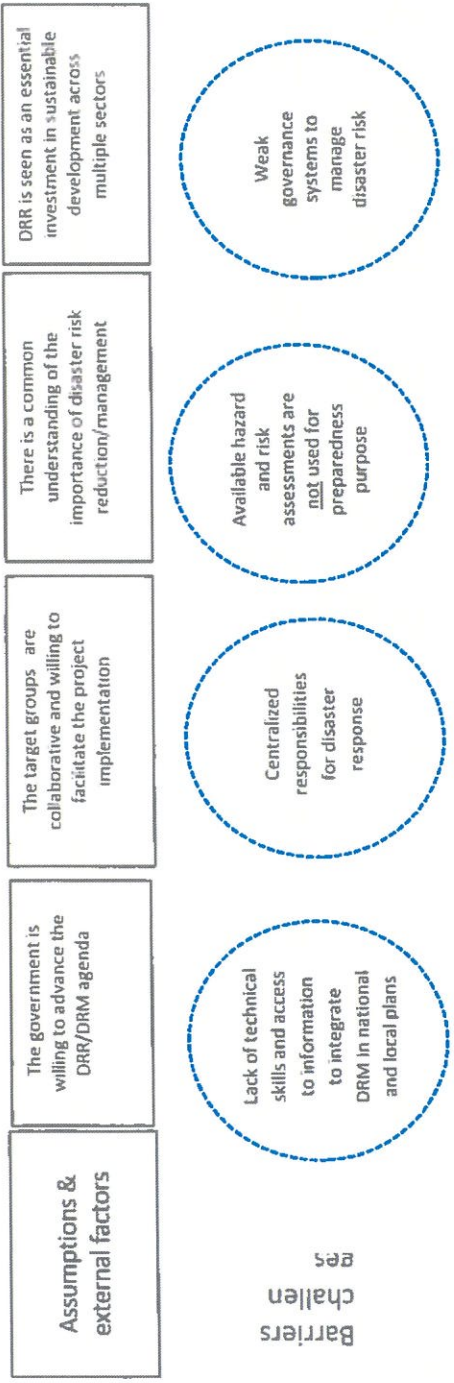 Assumptions &
external factors
The government is
willing to advance the
DRR/DRM agenda
The target groups are
collaborative and willing to
facilitate the project
implementation
There is a common
understanding of the
importance of disaster risk
reduction/management
DRR is seen as an essential
investment in sustainable
development across
multiple sectors
Barriers
challen
ges
Lack of technical
skills and access
to information
to integrate
DRM in national
and local plans
Centralized
responsibilities
for disaster
response
Available hazard
and risk
assessments are
not used for
preparedness
purpose
Weak
governance
systems to
manage
disaster risk